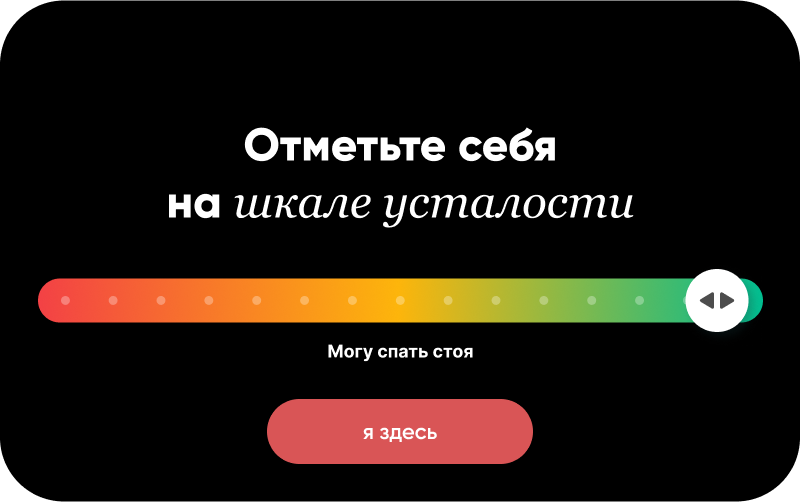 Отметьте себя
на шкале усталости
Могу спать стоя
я здесь